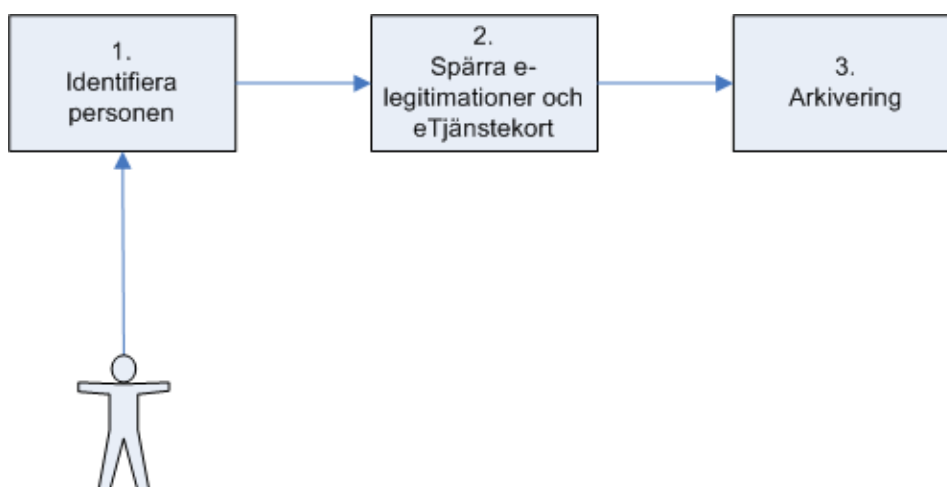 1.
Identifiera
personen
2.
Spärra e-
legitimationer och
eTjänstekort
3.
Arkivering